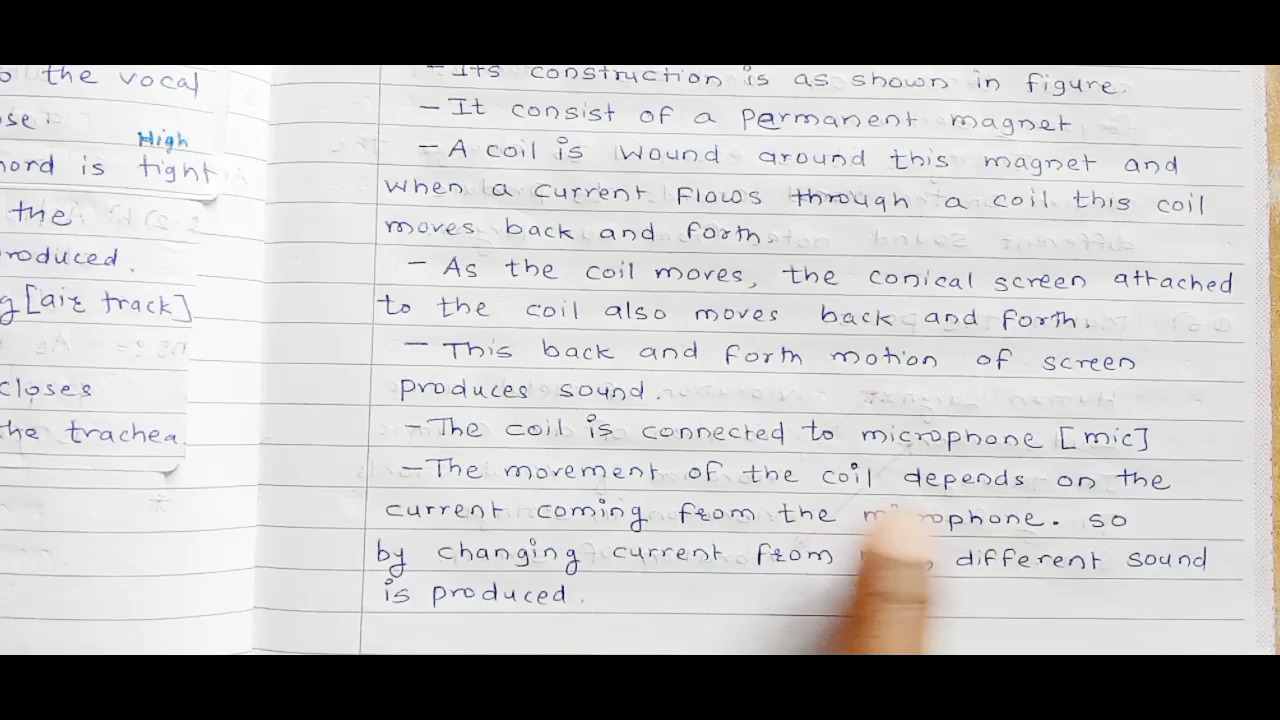 o the vocal
ose.
High
hord is tight
the
roduced.
g [air track]
closes
the trachea.
- Its construction is as shown in figure.
- It consist of a permanent magnet
- A coil is wound around this magnet and
when a current flows through a coil this coil
moves back and forth.
- As the coil moves, the conical screen attached
to the coil also moves back and forth.
- This back and forth motion of screen
produces sound.
- The coil is connected to microphone [mic]
- The movement of the coil depends on the
current coming from the microphone. so
by changing current from different sound
is produced.